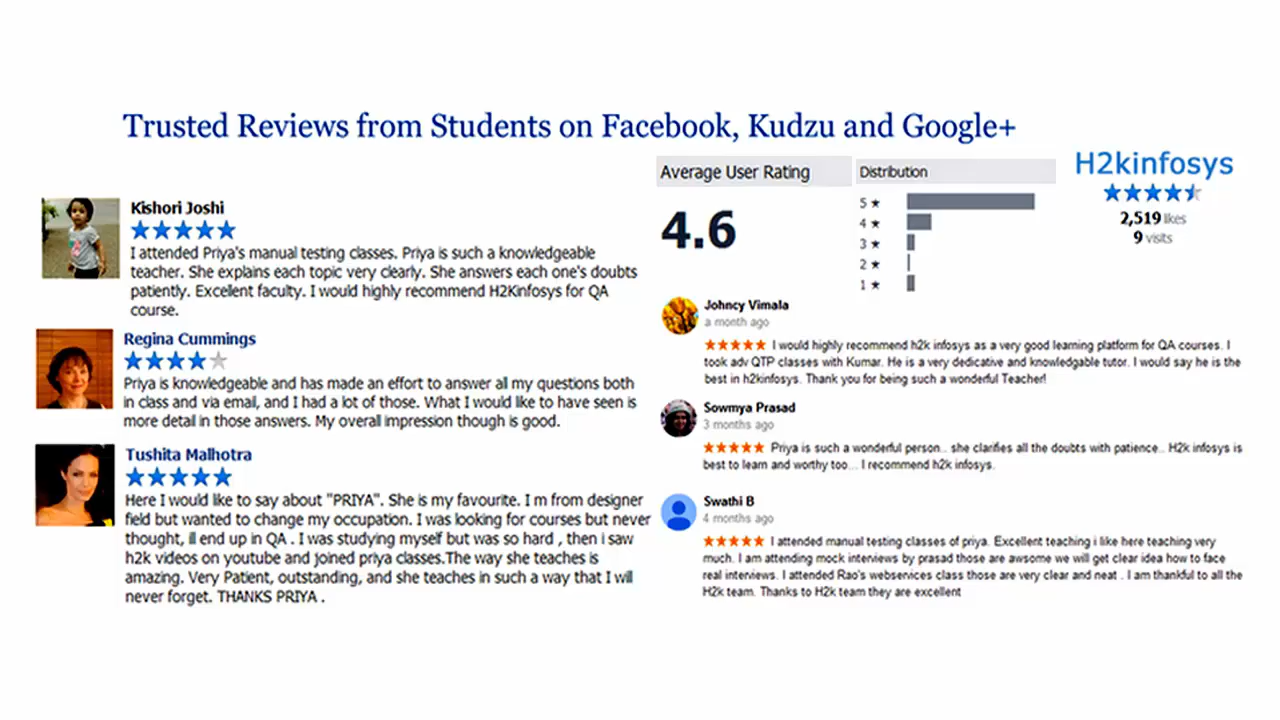 Trusted Reviews from Students on Facebook, Kudzu and Google+
Kishori Joshi
I attended Priya's manual testing classes. Priya is such a knowledgeable
teacher. She explains each topic very clearly. She answers each one's doubts
patiently. Excellent faculty. I would highly recommend H2Kinfosys for QA
course.
Regina Cummings
Priya is knowledgeable and has made an effort to answer all my questions both
in class and via email, and I had a lot of those. What I would like to have seen is
more detail in those answers. My overall impression though is good.
Tushita Malhotra
Here I would like to say about "PRIYA". She is my favourite. I m from designer
field but wanted to change my occupation. I was looking for courses but never
thought, ill end up in QA . I was studying myself but was so hard , then i saw
h2k videos on youtube and joined priya classes.The way she teaches is
amazing. Very Patient, outstanding, and she teaches in such a way that I will
never forget. THANKS PRIYA .
Average User Rating
4.6
Distribution
5 ★
4 ★
3 ★
2 ★
1 ★
H2kinfosys
2,519 likes
9 visits
Johncy Vimala
a month ago
★★★★★ I would highly recommend h2k infosys as a very good learning platform for QA courses. I
took adv QTP classes with Kumar. He is a very dedicative and knowledgable tutor. I would say he is the
best in h2kinfosys. Thank you for being such a wonderful Teacher!
Sowmya Prasad
3 months ago
★★★★★ Priya is such a wonderful person.. she clarifies all the doubts with patience.. H2k infosys is
best to learn and worthy too... I recommend h2k infosys.
Swathi B
4 months ago
★★★★★ I attended manual testing classes of priya. Excellent teaching i like here teaching very
much. I am attending mock interviews by prasad those are awsome we will get clear idea how to face
real interviews. I attended Rao's webservices class those are very clear and neat . I am thankful to all the
H2k team. Thanks to H2k team they are excellent